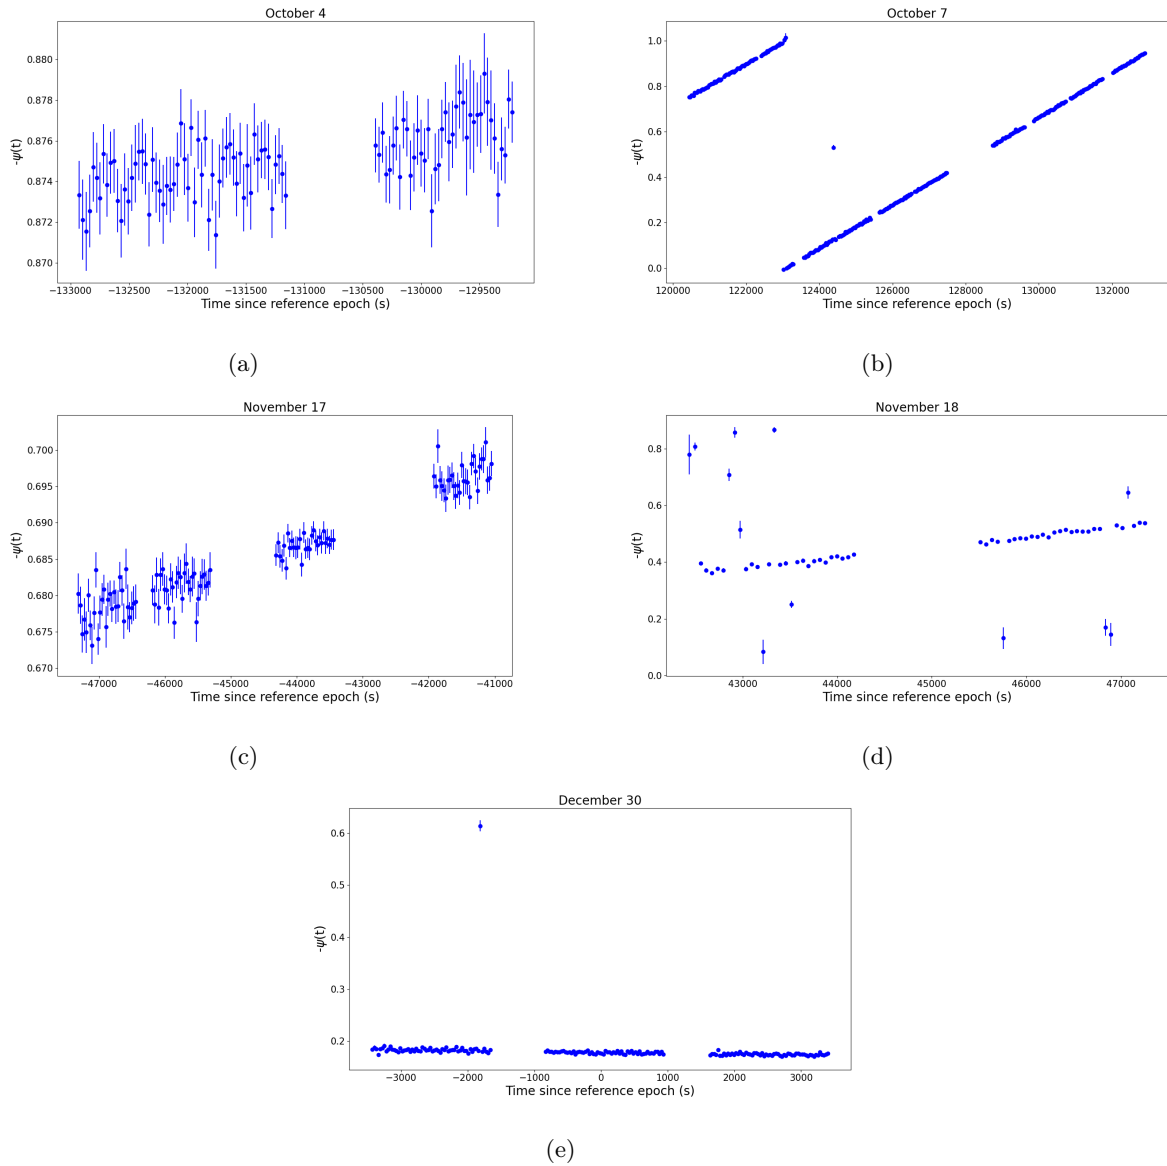 October 4
-ψ(t)
0.880
0.878
0.876
0.874
0.872
0.870
−133000 −132500 −132000 −131500 −131000 −130500 −130000 −129500
Time since reference epoch (s)
(a)
October 7
-ψ(t)
1.0
0.8
0.6
0.4
0.2
0.0
120000 122000 124000 126000 128000 130000 132000
Time since reference epoch (s)
(b)
November 17
-ψ(t)
0.700
0.695
0.690
0.685
0.680
0.675
0.670
−47000 −46000 −45000 −44000 −43000 −42000 −41000
Time since reference epoch (s)
(c)
November 18
-ψ(t)
0.8
0.6
0.4
0.2
0.0
43000 44000 45000 46000 47000
Time since reference epoch (s)
(d)
December 30
-ψ(t)
0.6
0.5
0.4
0.3
0.2
−3000 −2000 −1000 0 1000 2000 3000
Time since reference epoch (s)
(e)